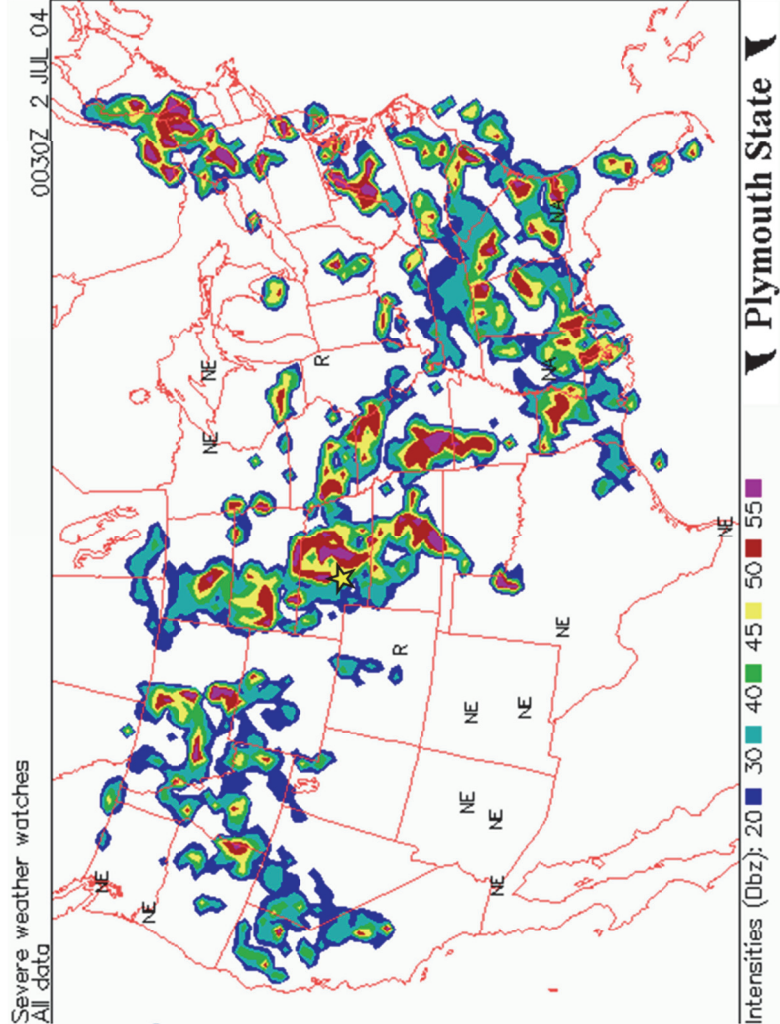 Severe weather watches
All data
0030Z 2 JUL 04
NE
NE
NE
NE
R
R
NE
NE
NE
NE
NE
NE
NE
NA
NA
Intensities (Dbz): 20 30 40 45 50 55
Plymouth State